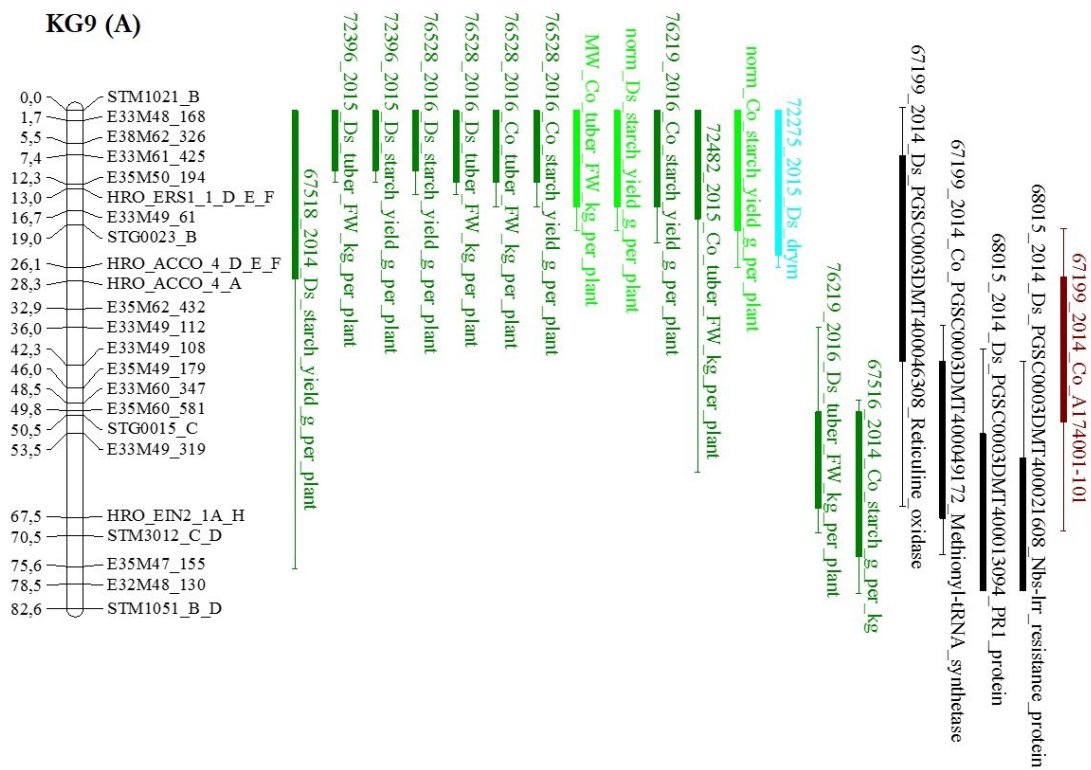 KG9 (A)
0,0 STM1021_B
1,7 E33M48_168
5,5 E38M62_326
7,4 E33M61_425
12,3 E35M50_194
13,0 HRO_ERS1_1_D_E_F
16,7 E33M49_61
19,0 STG0023_B
26,1 HRO_ACCO_4_D_E_F
28,3 HRO_ACCO_4_A
32,9 E35M62_432
36,0 E33M49_112
42,3 E33M49_108
46,0 E35M49_179
48,5 E33M60_347
49,8 E35M60_581
50,5 STG0015_C
53,5 E33M49_319
67,5 HRO_EIN2_1A_H
70,5 STM3012_C_D
75,6 E35M47_155
78,5 E32M48_130
82,6 STM1051_B_D
67518_2014_Ds_starch_yield_g_per_plant
72396_2015_Ds_tuber_FW_kg_per_plant
72396_2015_Ds_starch_yield_g_per_plant
76528_2016_Ds_starch_yield_g_per_plant
76528_2016_Ds_tuber_FW_kg_per_plant
76528_2016_Co_tuber_FW_kg_per_plant
76528_2016_Co_starch_yield_g_per_plant
MW_Co_tuber_FW_kg_per_plant
norm_Ds_starch_yield_g_per_plant
76219_2016_Co_starch_yield_g_per_plant
72482_2015_Co_tuber_FW_kg_per_plant
norm_Co_starch_yield_g_per_plant
72275_2015_Ds_drym
76219_2016_Ds_tuber_FW_kg_per_plant
67516_2014_Co_starch_g_per_kg
67199_2014_Ds_PGSC0003DMT400046308_Reticuline_oxidase
67199_2014_Co_PGSC0003DMT400049172_Methionyl-tRNA_synthetase
68015_2014_Ds_PGSC0003DMT400013094_PR1_protein
68015_2014_Ds_PGSC0003DMT400021608_Nbs-lrr_resistance_protein
67199_2014_Co_A174001-101